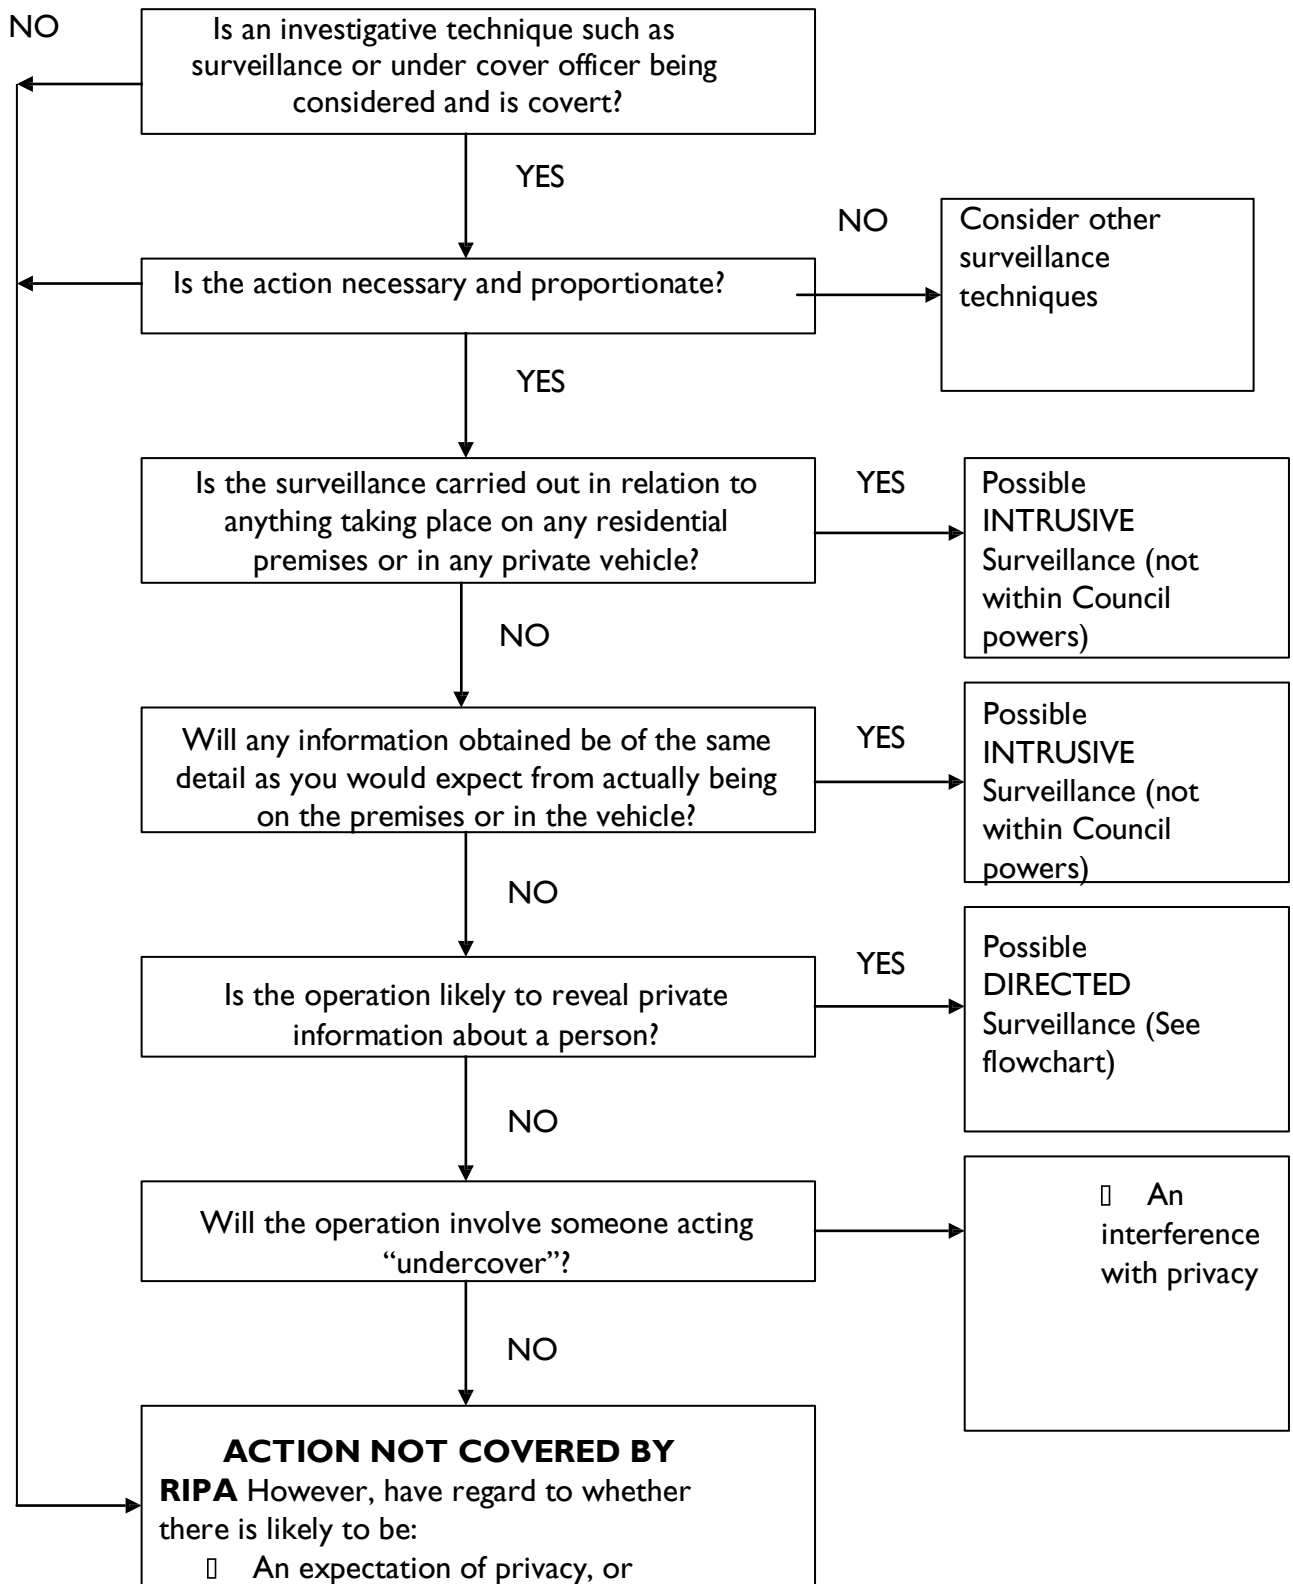 NO
Is an investigative technique such as
surveillance or under cover officer being
considered and is covert?
YES
NO
Consider other
surveillance
techniques
Is the action necessary and proportionate?
YES
Is the surveillance carried out in relation to
anything taking place on any residential
premises or in any private vehicle?
YES
Possible
INTRUSIVE
Surveillance (not
within Council
powers)
NO
Will any information obtained be of the same
detail as you would expect from actually being
on the premises or in the vehicle?
YES
Possible
INTRUSIVE
Surveillance (not
within Council
powers)
NO
Is the operation likely to reveal private
information about a person?
YES
Possible
DIRECTED
Surveillance (See
flowchart)
NO
Will the operation involve someone acting
“undercover”?
▯ An
interference
with privacy
NO
ACTION NOT COVERED BY
RIPA However, have regard to whether
there is likely to be:
▯ An expectation of privacy, or